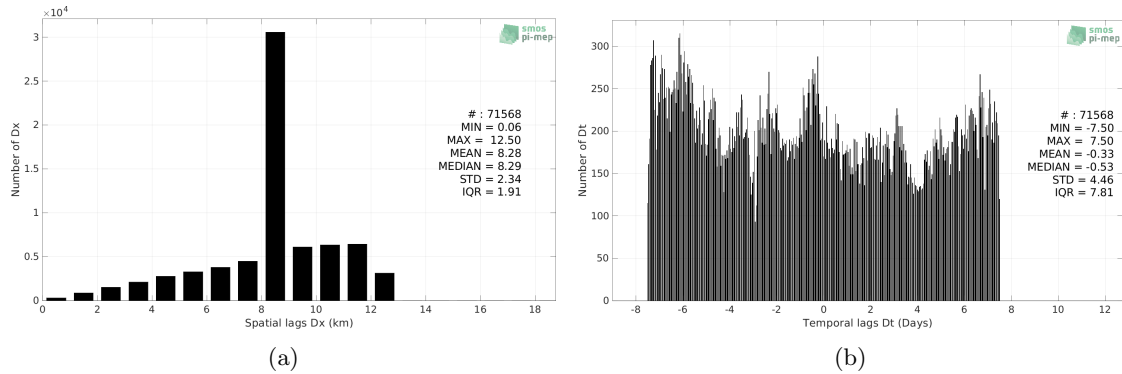 ×10⁴
3
2.5
2
1.5
1
0.5
0
Number of Dx
0 2 4 6 8 10 12 14 16 18
Spatial lags Dx (km)
smos
pi-mep
# : 71568
MIN = 0.06
MAX = 12.50
MEAN = 8.28
MEDIAN = 8.29
STD = 2.34
IQR = 1.91
(a)
300
250
200
150
100
50
0
Number of Dt
-8 -6 -4 -2 0 2 4 6 8 10 12
Temporal lags Dt (Days)
smos
pi-mep
# : 71568
MIN = -7.50
MAX = 7.50
MEAN = -0.33
MEDIAN = -0.53
STD = 4.46
IQR = 7.81
(b)